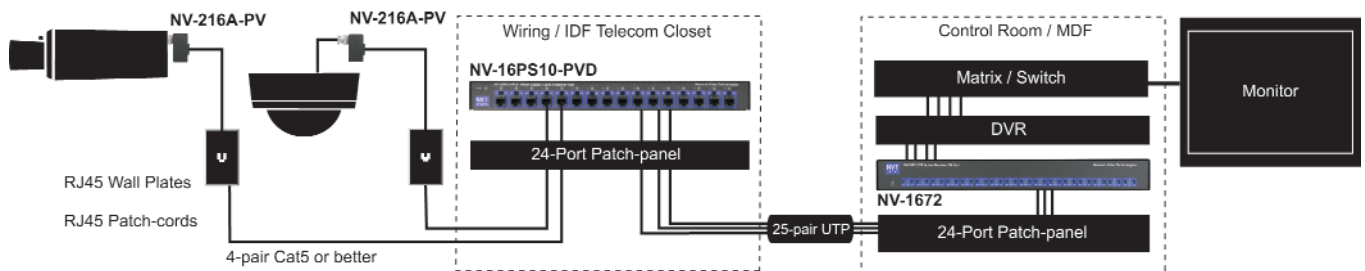 NV-216A-PV
NV-216A-PV
Wiring / IDF Telecom Closet
Control Room / MDF
NV-16PS10-PVD
Matrix / Switch
Monitor
DVR
24-Port Patch-panel
NVT
RJ45 Wall Plates
NV-1672
RJ45 Patch-cords
25-pair UTP
24-Port Patch-panel
4-pair Cat5 or better